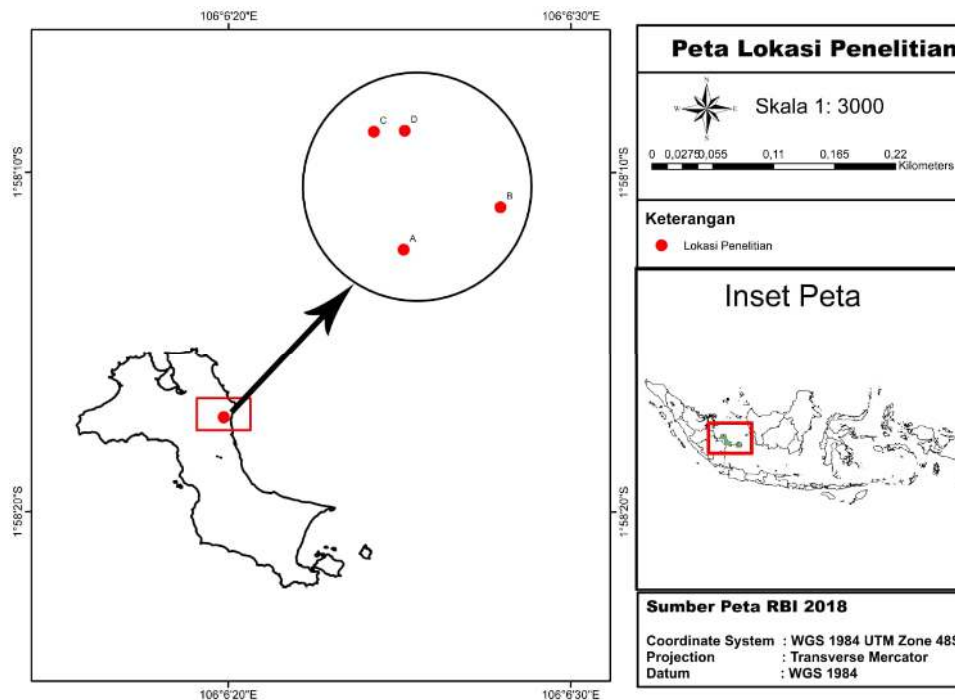 106°6'20"E
106°6'30"E
1°58'10"S
1°58'20"S
C
D
B
A
1°58'10"S
1°58'20"S
106°6'20"E
106°6'30"E
Peta Lokasi Penelitian
N
W
E
S
Skala 1: 3000
0 0,0275 0,055 0,11 0,165 0,22
Kilometers
Keterangan
Lokasi Penelitian
Inset Peta
Sumber Peta RBI 2018
Coordinate System : WGS 1984 UTM Zone 48S
Projection : Transverse Mercator
Datum : WGS 1984